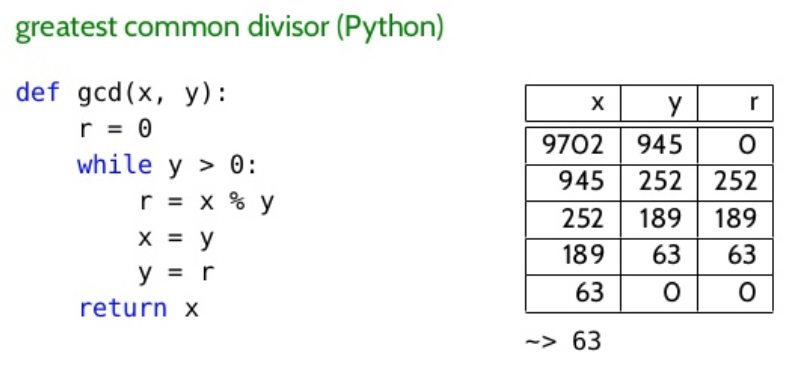 greatest common divisor (Python)
def gcd(x, y):
    r = 0
    while y > 0:
        r = x % y
        x = y
        y = r
    return x
x y r
9702 945 0
945 252 252
252 189 189
189 63 63
63 0 0
~> 63